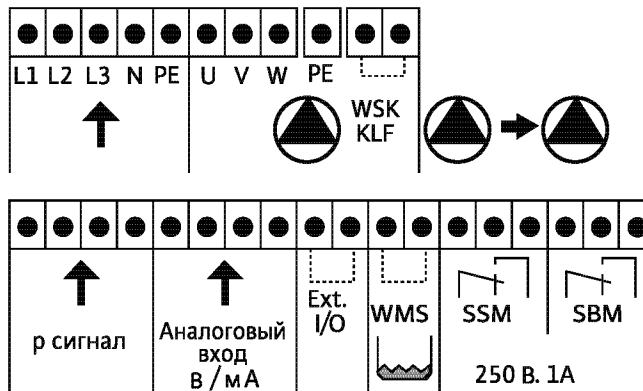 L1 L2 L3 N PE U V W PE
WSK
KLF
p сигнал
Аналоговый
вход
В / мА
Ext.
I/O
WMS
SSM
SBM
250 В. 1А